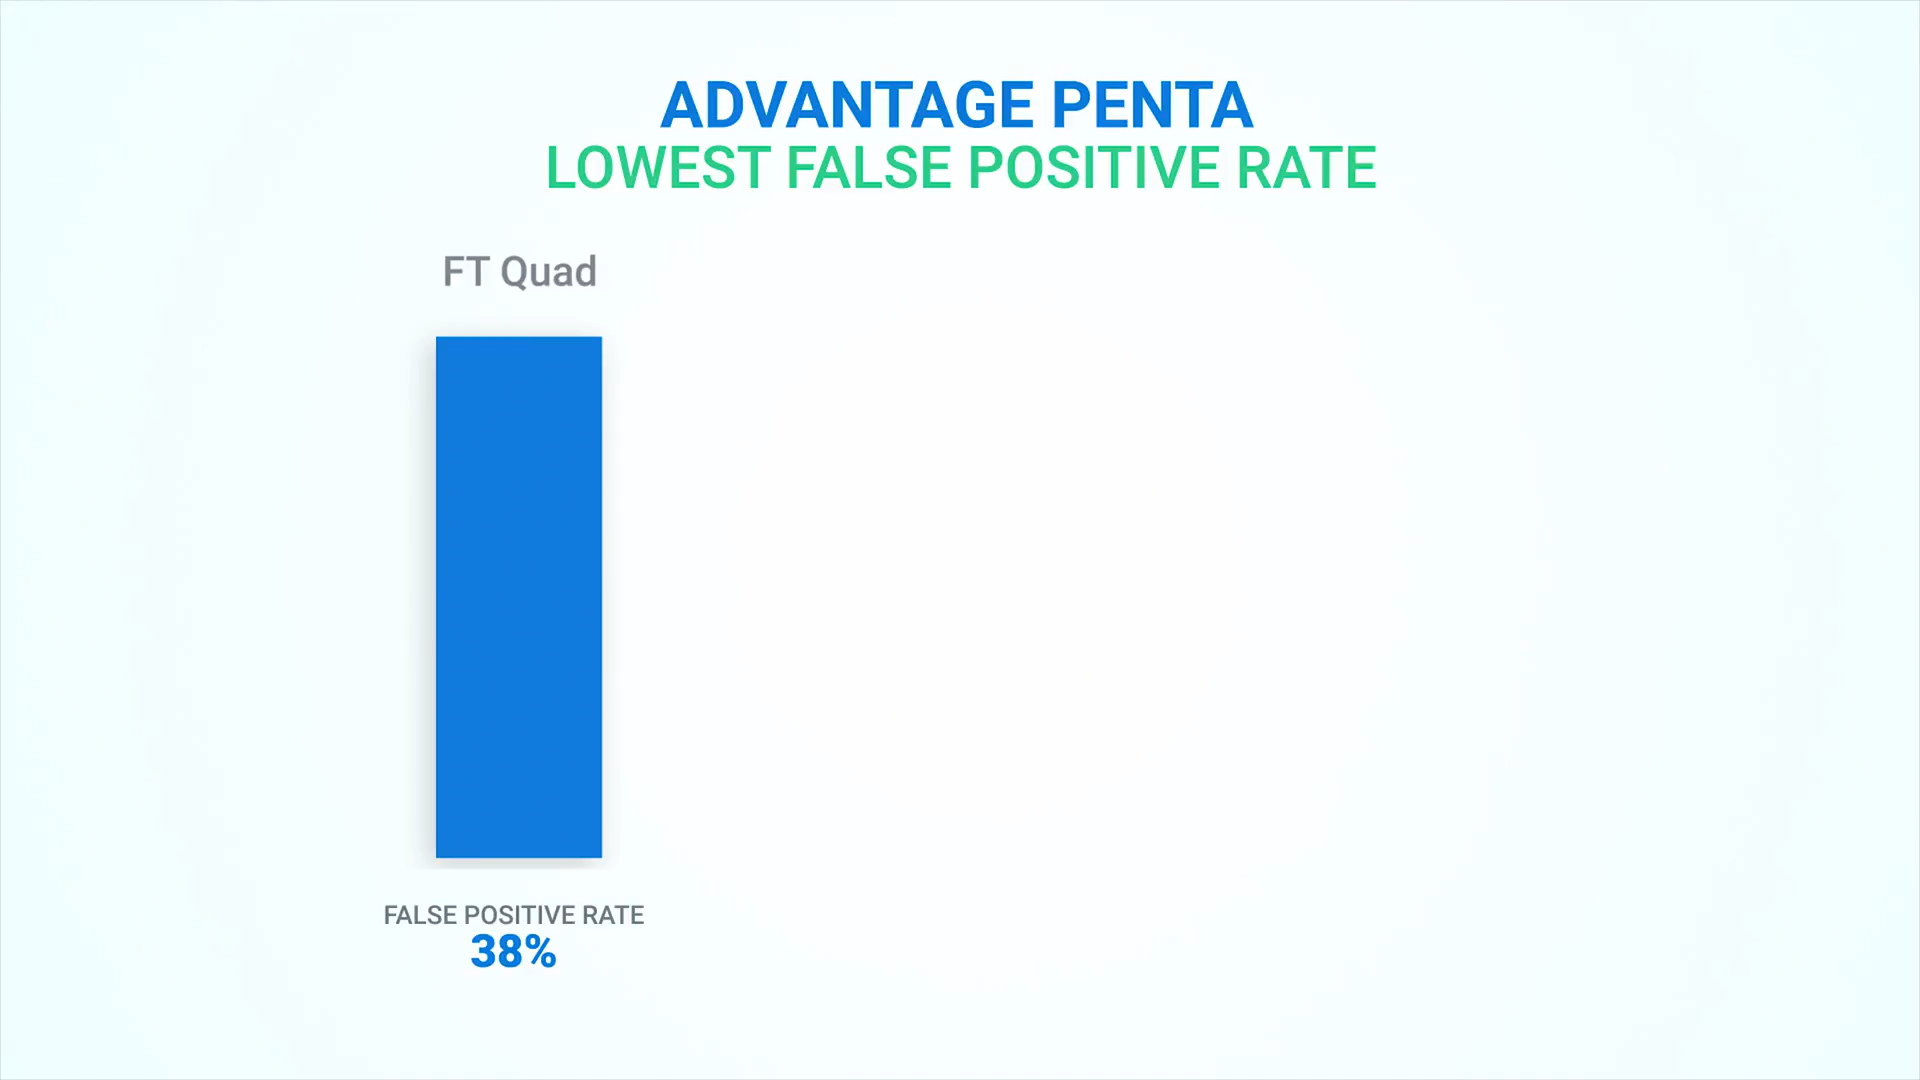 ADVANTAGE PENTA
LOWEST FALSE POSITIVE RATE
FT Quad
FALSE POSITIVE RATE
38%